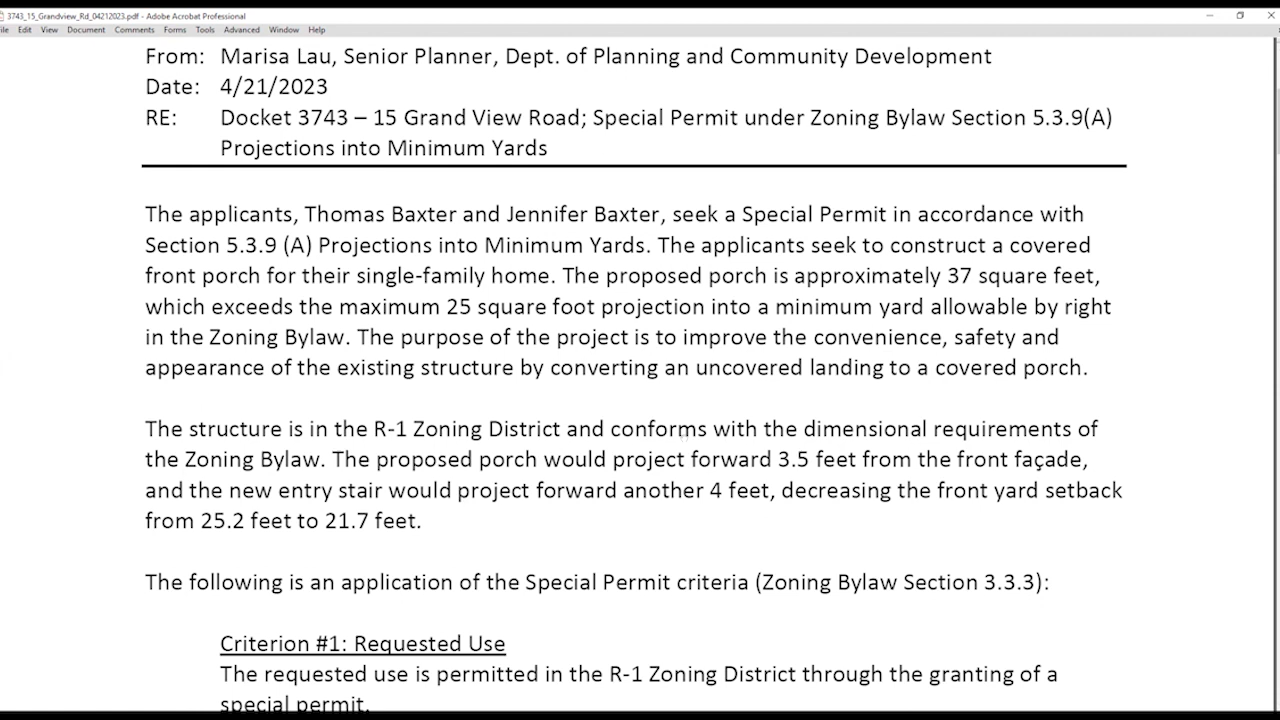 3743_15_Grandview_Rd_04212023.pdf - Adobe Acrobat Professional
File Edit View Document Comments Forms Tools Advanced Window Help
From: Marisa Lau, Senior Planner, Dept. of Planning and Community Development
Date: 4/21/2023
RE: Docket 3743 – 15 Grand View Road; Special Permit under Zoning Bylaw Section 5.3.9(A)
Projections into Minimum Yards
The applicants, Thomas Baxter and Jennifer Baxter, seek a Special Permit in accordance with
Section 5.3.9 (A) Projections into Minimum Yards. The applicants seek to construct a covered
front porch for their single-family home. The proposed porch is approximately 37 square feet,
which exceeds the maximum 25 square foot projection into a minimum yard allowable by right
in the Zoning Bylaw. The purpose of the project is to improve the convenience, safety and
appearance of the existing structure by converting an uncovered landing to a covered porch.
The structure is in the R-1 Zoning District and conforms with the dimensional requirements of
the Zoning Bylaw. The proposed porch would project forward 3.5 feet from the front façade,
and the new entry stair would project forward another 4 feet, decreasing the front yard setback
from 25.2 feet to 21.7 feet.
The following is an application of the Special Permit criteria (Zoning Bylaw Section 3.3.3):
Criterion #1: Requested Use
The requested use is permitted in the R-1 Zoning District through the granting of a
special permit.